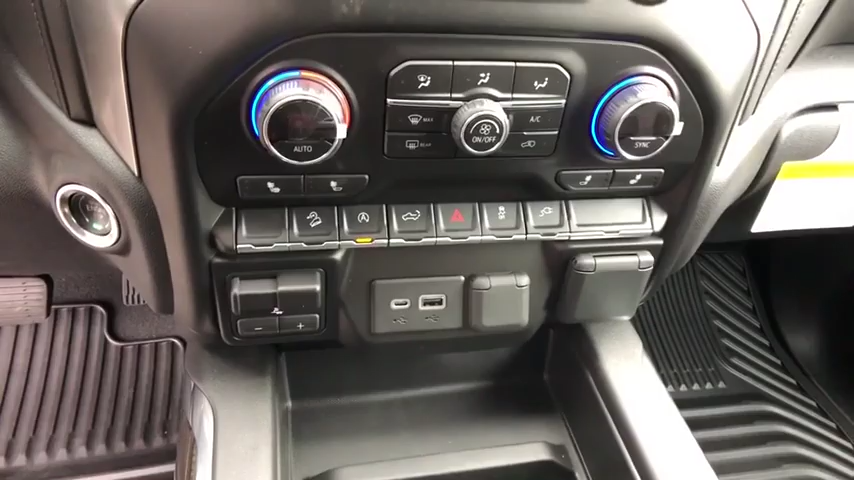 AUTO
MAX
ON/OFF
A/C
SYNC
REAR
- +